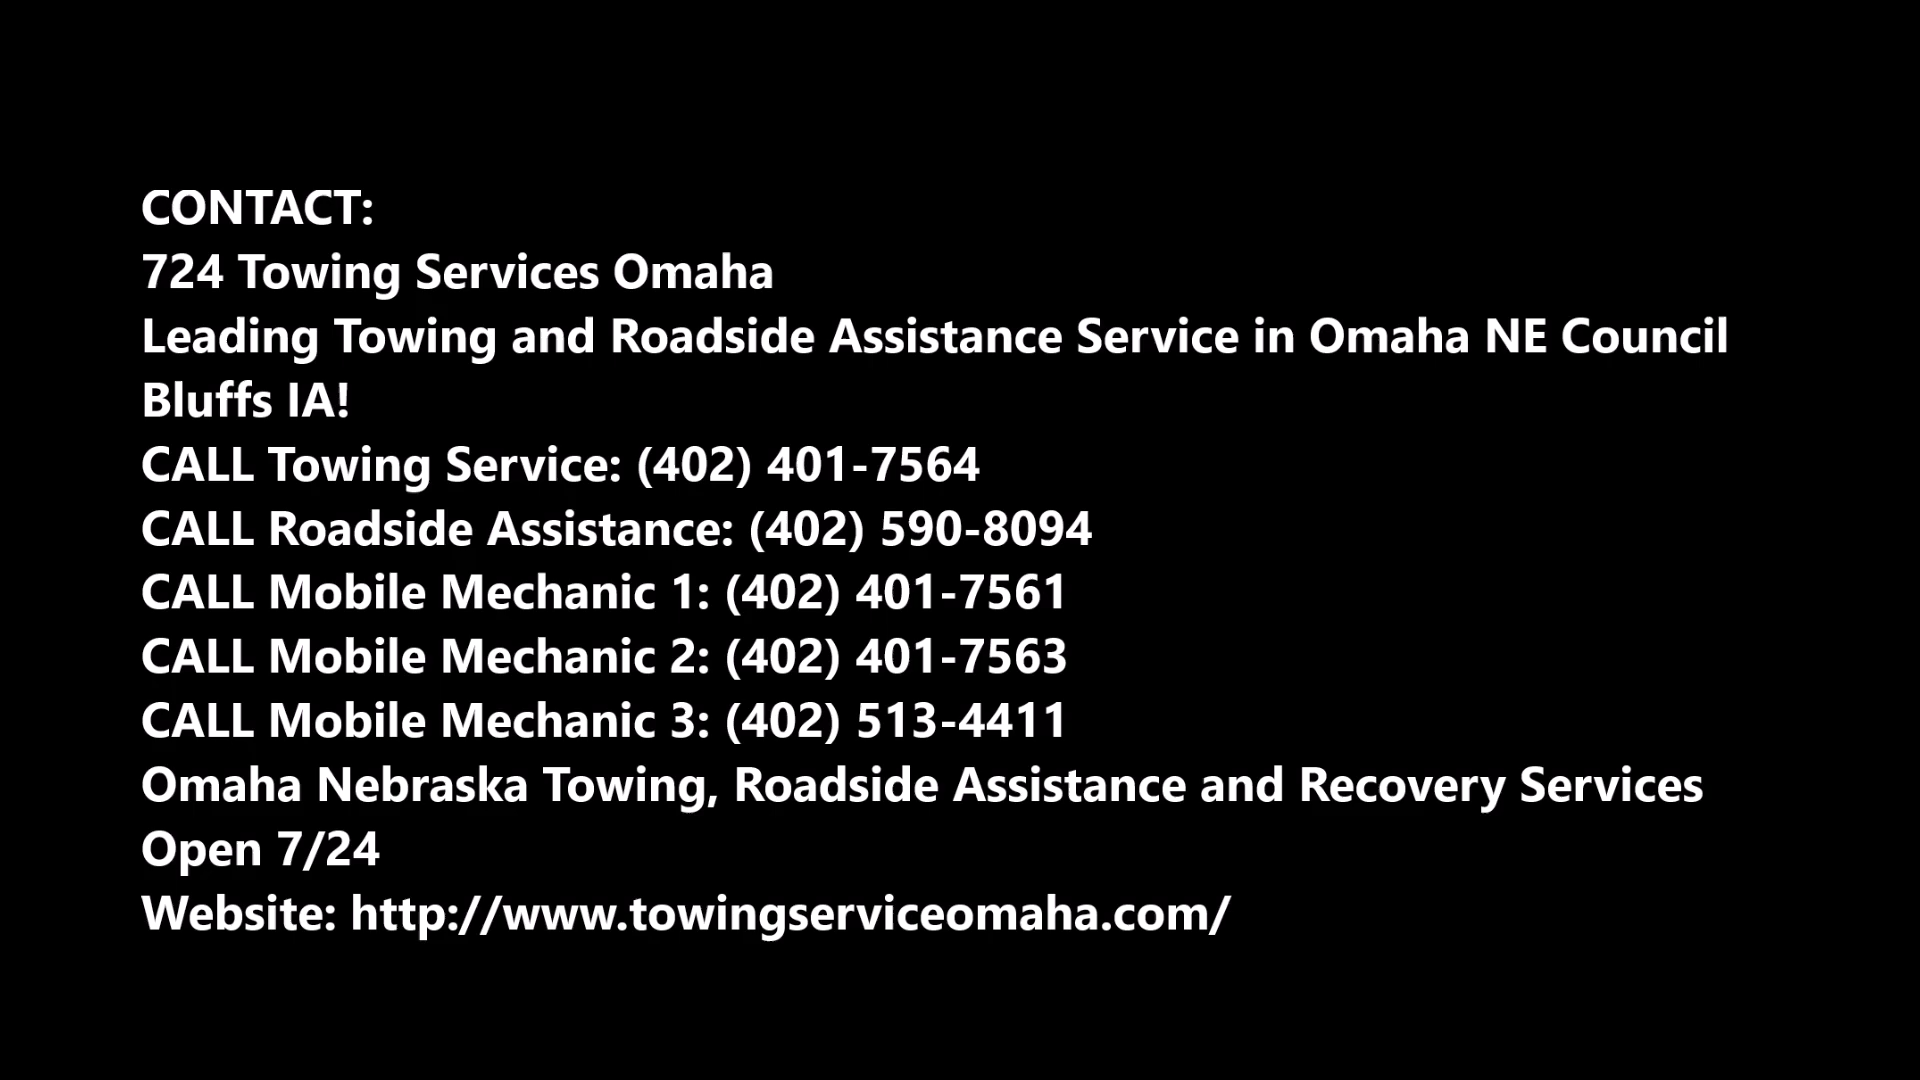 CONTACT:
724 Towing Services Omaha
Leading Towing and Roadside Assistance Service in Omaha NE Council
Bluffs IA!
CALL Towing Service: (402) 401-7564
CALL Roadside Assistance: (402) 590-8094
CALL Mobile Mechanic 1: (402) 401-7561
CALL Mobile Mechanic 2: (402) 401-7563
CALL Mobile Mechanic 3: (402) 513-4411
Omaha Nebraska Towing, Roadside Assistance and Recovery Services
Open 7/24
Website: http://www.towingserviceomaha.com/